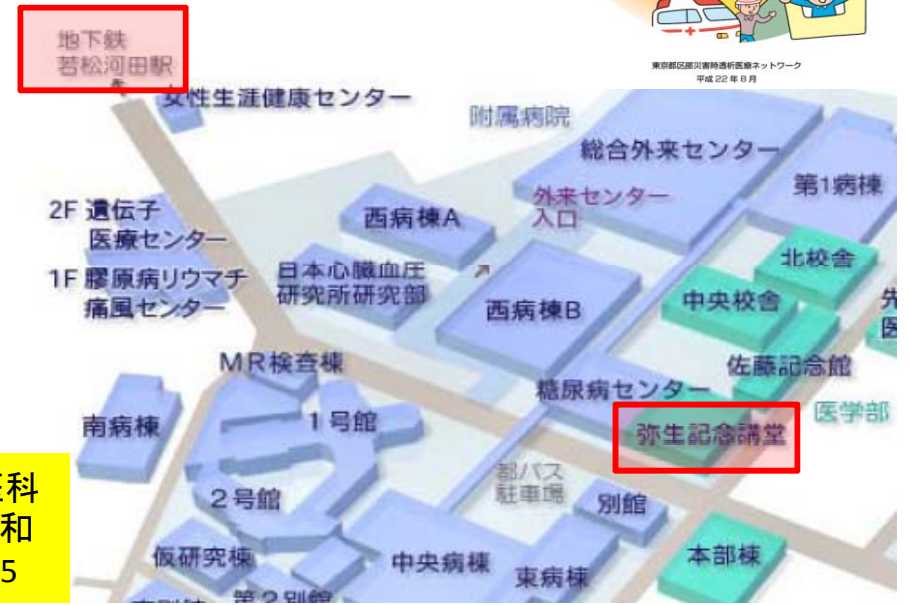 東京都区部災害時透析医療ネットワーク
平成22年8月
地下鉄
若松河田駅
女性生涯健康センター
附属病院
総合外来センター
第1病棟
外来センター
入口
2F 遺伝子
医療センター
西病棟A
北校舎
1F 膠原病リウマチ
痛風センター
日本心臓血圧
研究所研究部
西病棟B
中央校舎
先
医
佐藤記念館
MR検査棟
糖尿病センター
医学部
南病棟
1号館
弥生記念講堂
都バス
駐車場
2号館
別館
科
和
5
仮研究棟
中央病棟
東病棟
本部棟
第2別館